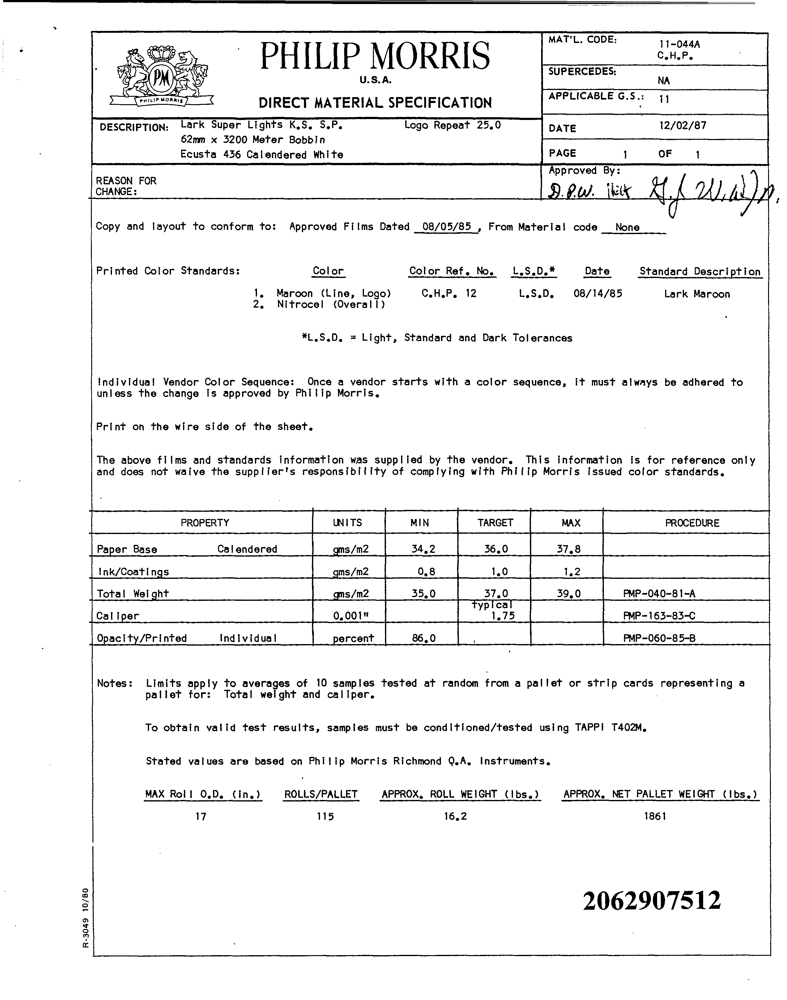 PM
PHILIP MORRIS
PHILIP MORRIS
U.S.A.
DIRECT MATERIAL SPECIFICATION
MAT'L. CODE: 11-044A
C.H.P.
SUPERCEDES: NA
APPLICABLE G.S.: 11
DESCRIPTION: Lark Super Lights K.S. S.P. Logo Repeat 25.0
62mm x 3200 Meter Bobbin
Ecusta 436 Calendered White
DATE 12/02/87
PAGE 1 OF 1
REASON FOR
CHANGE:
Approved By:
Copy and layout to conform to: Approved Films Dated 08/05/85, From Material code None
Printed Color Standards: Color Color Ref. No. L.S.D.* Date Standard Description
1. Maroon (Line, Logo) C.H.P. 12 L.S.D. 08/14/85 Lark Maroon
2. Nitrocel (Overall)
*L.S.D. = Light, Standard and Dark Tolerances
Individual Vendor Color Sequence: Once a vendor starts with a color sequence, it must always be adhered to
unless the change is approved by Philip Morris.
Print on the wire side of the sheet.
The above films and standards information was supplied by the vendor. This information is for reference only
and does not waive the supplier's responsibility of complying with Philip Morris issued color standards.
PROPERTY UNITS MIN TARGET MAX PROCEDURE
Paper Base Calendered gms/m2 34.2 36.0 37.8
Ink/Coatings gms/m2 0.8 1.0 1.2
Total Weight gms/m2 35.0 37.0 39.0 PMP-040-81-A
Caliper 0.001" typical 1.75 PMP-163-83-C
Opacity/Printed Individual percent 86.0 PMP-060-85-B
Notes: Limits apply to averages of 10 samples tested at random from a pallet or strip cards representing a
pallet for: Total weight and caliper.
To obtain valid test results, samples must be conditioned/tested using TAPPI T402M.
Stated values are based on Philip Morris Richmond Q.A. Instruments.
MAX Roll O.D. (in.) ROLLS/PALLET APPROX. ROLL WEIGHT (lbs.) APPROX. NET PALLET WEIGHT (lbs.)
17 115 16.2 1861
R-3049 10/80
2062907512